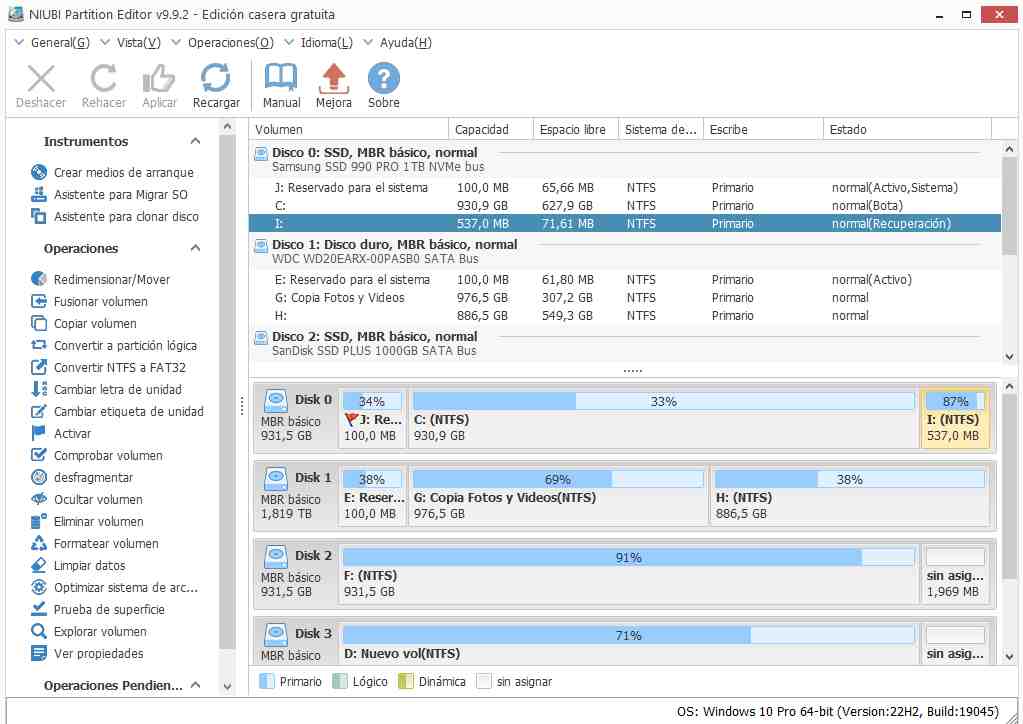 NIUBI Partition Editor v9.9.2 - Edición casera gratuita
General(G) Vista(V) Operaciones(O) Idioma(L) Ayuda(H)
Deshacer Rehacer Aplicar Recargar Manual Mejora Sobre
Instrumentos
Crear medios de arranque
Asistente para Migrar SO
Asistente para clonar disco
Operaciones
Redimensionar/Mover
Fusionar volumen
Copiar volumen
Convertir a partición lógica
Convertir NTFS a FAT32
Cambiar letra de unidad
Cambiar etiqueta de unidad
Activar
Comprobar volumen
desfragmentar
Ocultar volumen
Eliminar volumen
Formatear volumen
Limpiar datos
Optimizar sistema de arc...
Prueba de superficie
Explorar volumen
Ver propiedades
Operaciones Pendien...
Volumen Capacidad Espacio libre Sistema de... Escribe Estado
Disco 0: SSD, MBR básico, normal
Samsung SSD 990 PRO 1TB NVMe bus
J: Reservado para el sistema 100,0 MB 65,66 MB NTFS Primario normal(Activo,Sistema)
C: 930,9 GB 627,9 GB NTFS Primario normal(Bota)
I: 537,0 MB 71,61 MB NTFS Primario normal(Recuperación)
Disco 1: Disco duro, MBR básico, normal
WDC WD20EARX-00PASB0 SATA Bus
E: Reservado para el sistema 100,0 MB 61,80 MB NTFS Primario normal(Activo)
G: Copia Fotos y Videos 976,5 GB 307,2 GB NTFS Primario normal
H: 886,5 GB 549,3 GB NTFS Primario normal
Disco 2: SSD, MBR básico, normal
SanDisk SSD PLUS 1000GB SATA Bus
Disk 0
MBR básico
931,5 GB
34%
J: Re...
100,0 MB
33%
C: (NTFS)
930,9 GB
87%
I: (NTFS)
537,0 MB
Disk 1
MBR básico
1,819 TB
38%
E: Reser...
100,0 MB
69%
G: Copia Fotos y Videos(NTFS)
976,5 GB
38%
H: (NTFS)
886,5 GB
Disk 2
MBR básico
931,5 GB
91%
F: (NTFS)
931,5 GB
sin asig...
1,969 MB
Disk 3
MBR básico
71%
D: Nuevo vol(NTFS)
sin asig...
Primario Lógico Dinámica sin asignar
OS: Windows 10 Pro 64-bit (Version:22H2, Build:19045)